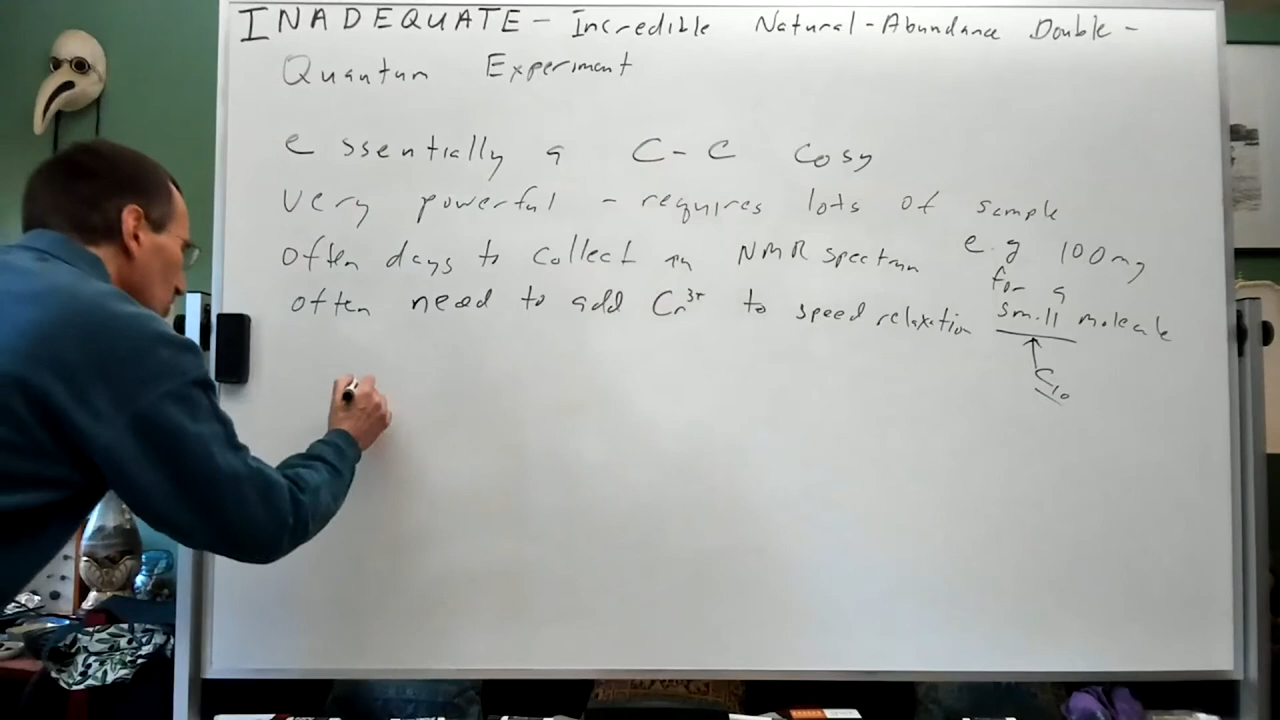 INADEQUATE - Incredible Natural-Abundance Double-
Quantum Experiment
essentially a C-C COSY
very powerful - requires lots of sample
e.g 100mg
for a
small molecule
C10
often days to collect an NMR spectrum
often need to add Cr3+ to speed relaxation